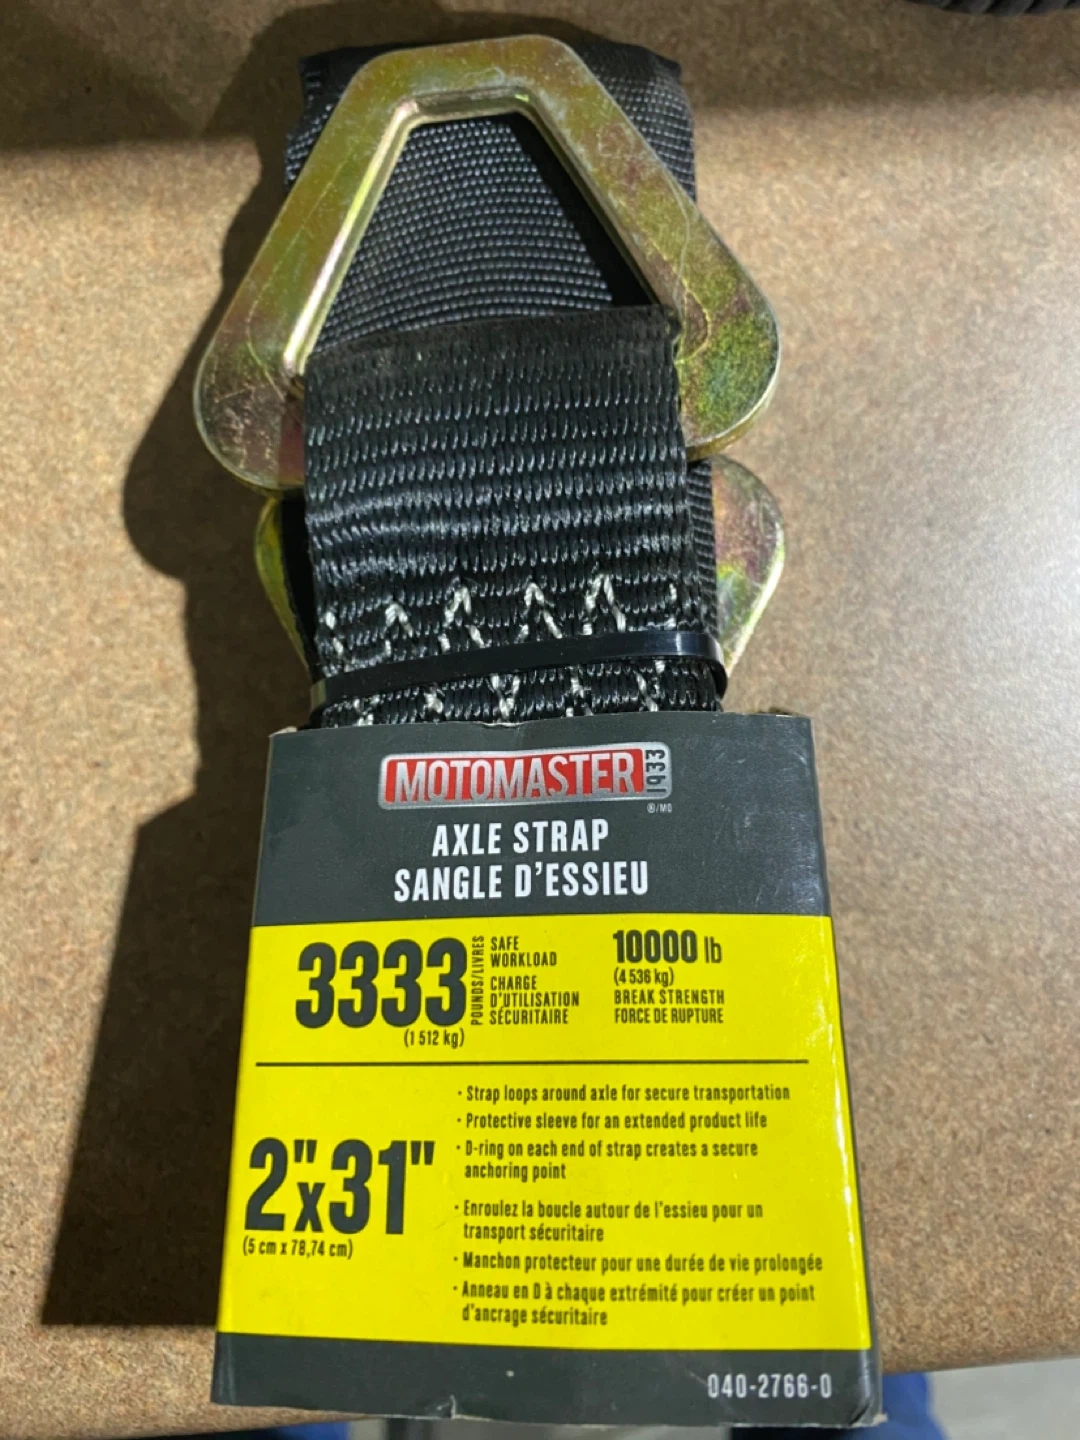 MOTOMASTER 1933
®/MD
AXLE STRAP
SANGLE D'ESSIEU
3333 POUNDS/LIVRES
(1 512 kg)
SAFE
WORKLOAD
CHARGE
D'UTILISATION
SÉCURITAIRE
10000 lb
(4 536 kg)
BREAK STRENGTH
FORCE DE RUPTURE
2"x31"
(5 cm x 78,74 cm)
· Strap loops around axle for secure transportation
· Protective sleeve for an extended product life
· D-ring on each end of strap creates a secure
anchoring point
· Enroulez la boucle autour de l'essieu pour un
transport sécuritaire
· Manchon protecteur pour une durée de vie prolongée
· Anneau en D à chaque extrémité pour créer un point
d'ancrage sécuritaire
040-2766-0